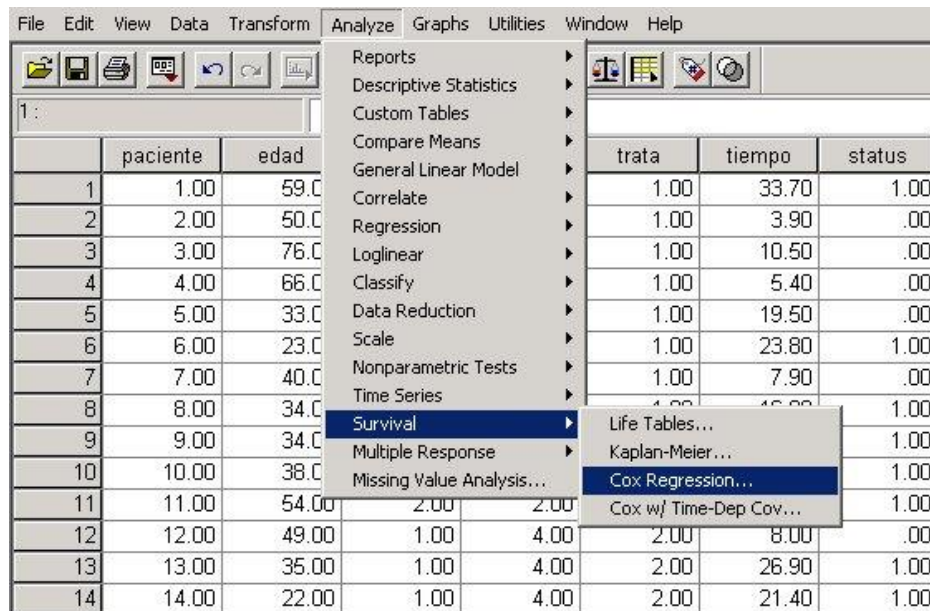 File Edit View Data Transform Analyze Graphs Utilities Window Help
Reports
Descriptive Statistics
Custom Tables
Compare Means
General Linear Model
Correlate
Regression
Loglinear
Classify
Data Reduction
Scale
Nonparametric Tests
Time Series
Survival
Multiple Response
Missing Value Analysis...
Life Tables...
Kaplan-Meier...
Cox Regression...
Cox w/ Time-Dep Cov...
1 :
paciente edad trata tiempo status
1 1.00 59.0 1.00 33.70 1.00
2 2.00 50.0 1.00 3.90 .00
3 3.00 76.0 1.00 10.50 .00
4 4.00 66.0 1.00 5.40 .00
5 5.00 33.0 1.00 19.50 .00
6 6.00 23.0 1.00 23.80 1.00
7 7.00 40.0 1.00 7.90 .00
8 8.00 34.0 1.00
9 9.00 34.0 1.00
10 10.00 38.0 1.00
11 11.00 54.00 2.00 2.00 1.00
12 12.00 49.00 1.00 4.00 2.00 8.00 .00
13 13.00 35.00 1.00 4.00 2.00 26.90 1.00
14 14.00 22.00 1.00 4.00 2.00 21.40 1.00